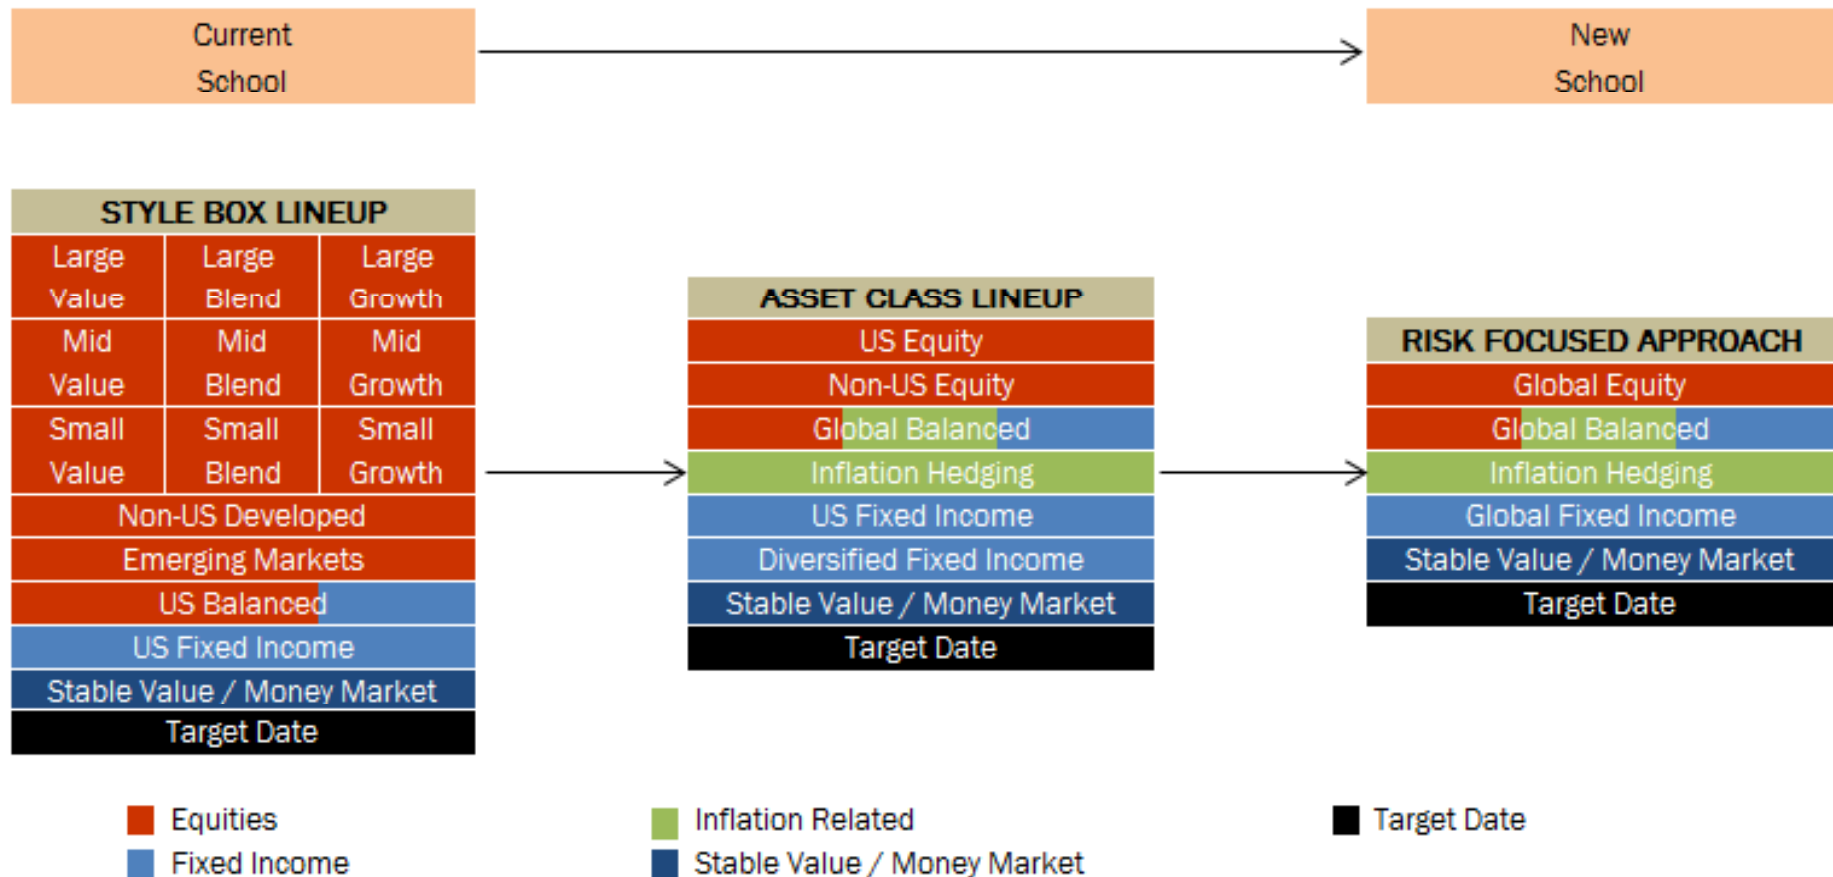 Current
School
New
School
STYLE BOX LINEUP
Large Large Large
Value Blend Growth
Mid Mid Mid
Value Blend Growth
Small Small Small
Value Blend Growth
Non-US Developed
Emerging Markets
US Balanced
US Fixed Income
Stable Value / Money Market
Target Date
ASSET CLASS LINEUP
US Equity
Non-US Equity
Global Balanced
Inflation Hedging
US Fixed Income
Diversified Fixed Income
Stable Value / Money Market
Target Date
RISK FOCUSED APPROACH
Global Equity
Global Balanced
Inflation Hedging
Global Fixed Income
Stable Value / Money Market
Target Date
Equities
Fixed Income
Inflation Related
Stable Value / Money Market
Target Date